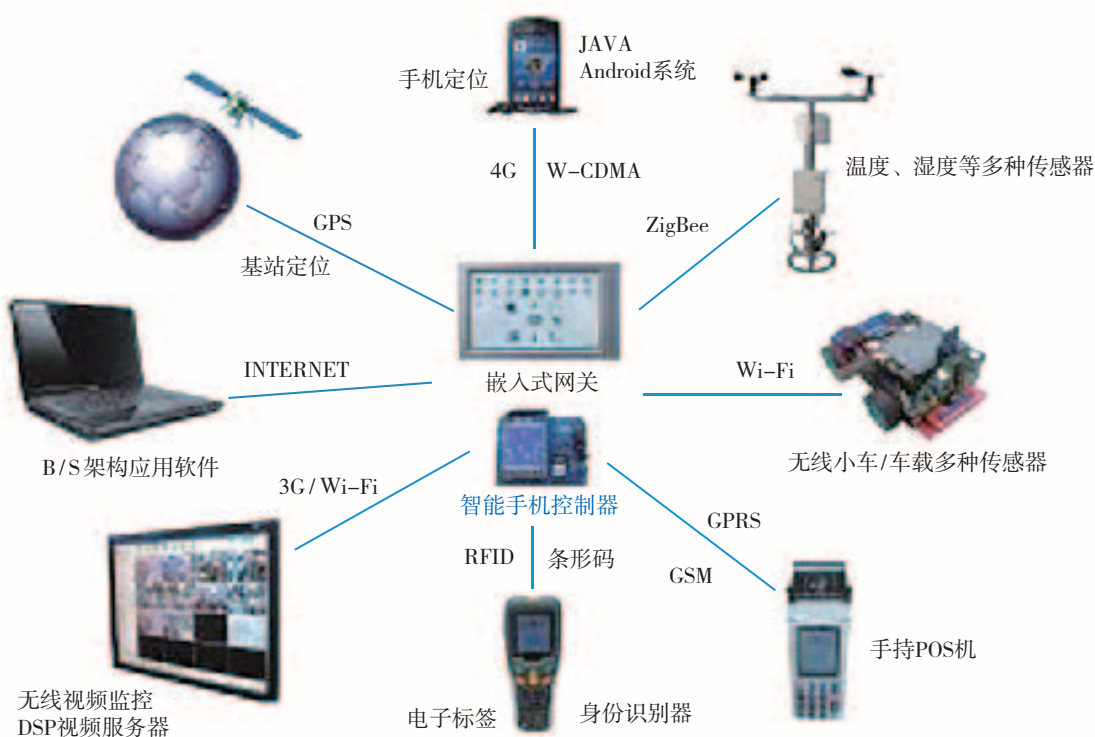 JAVA
Android系统
手机定位
4G
W-CDMA
温度、湿度等多种传感器
ZigBee
GPS
基站定位
INTERNET
嵌入式网关
Wi-Fi
B/S架构应用软件
无线小车/车载多种传感器
3G/Wi-Fi
智能手机控制器
GPRS
RFID
条形码
GSM
手持POS机
无线视频监控
DSP视频服务器
电子标签
身份识别器